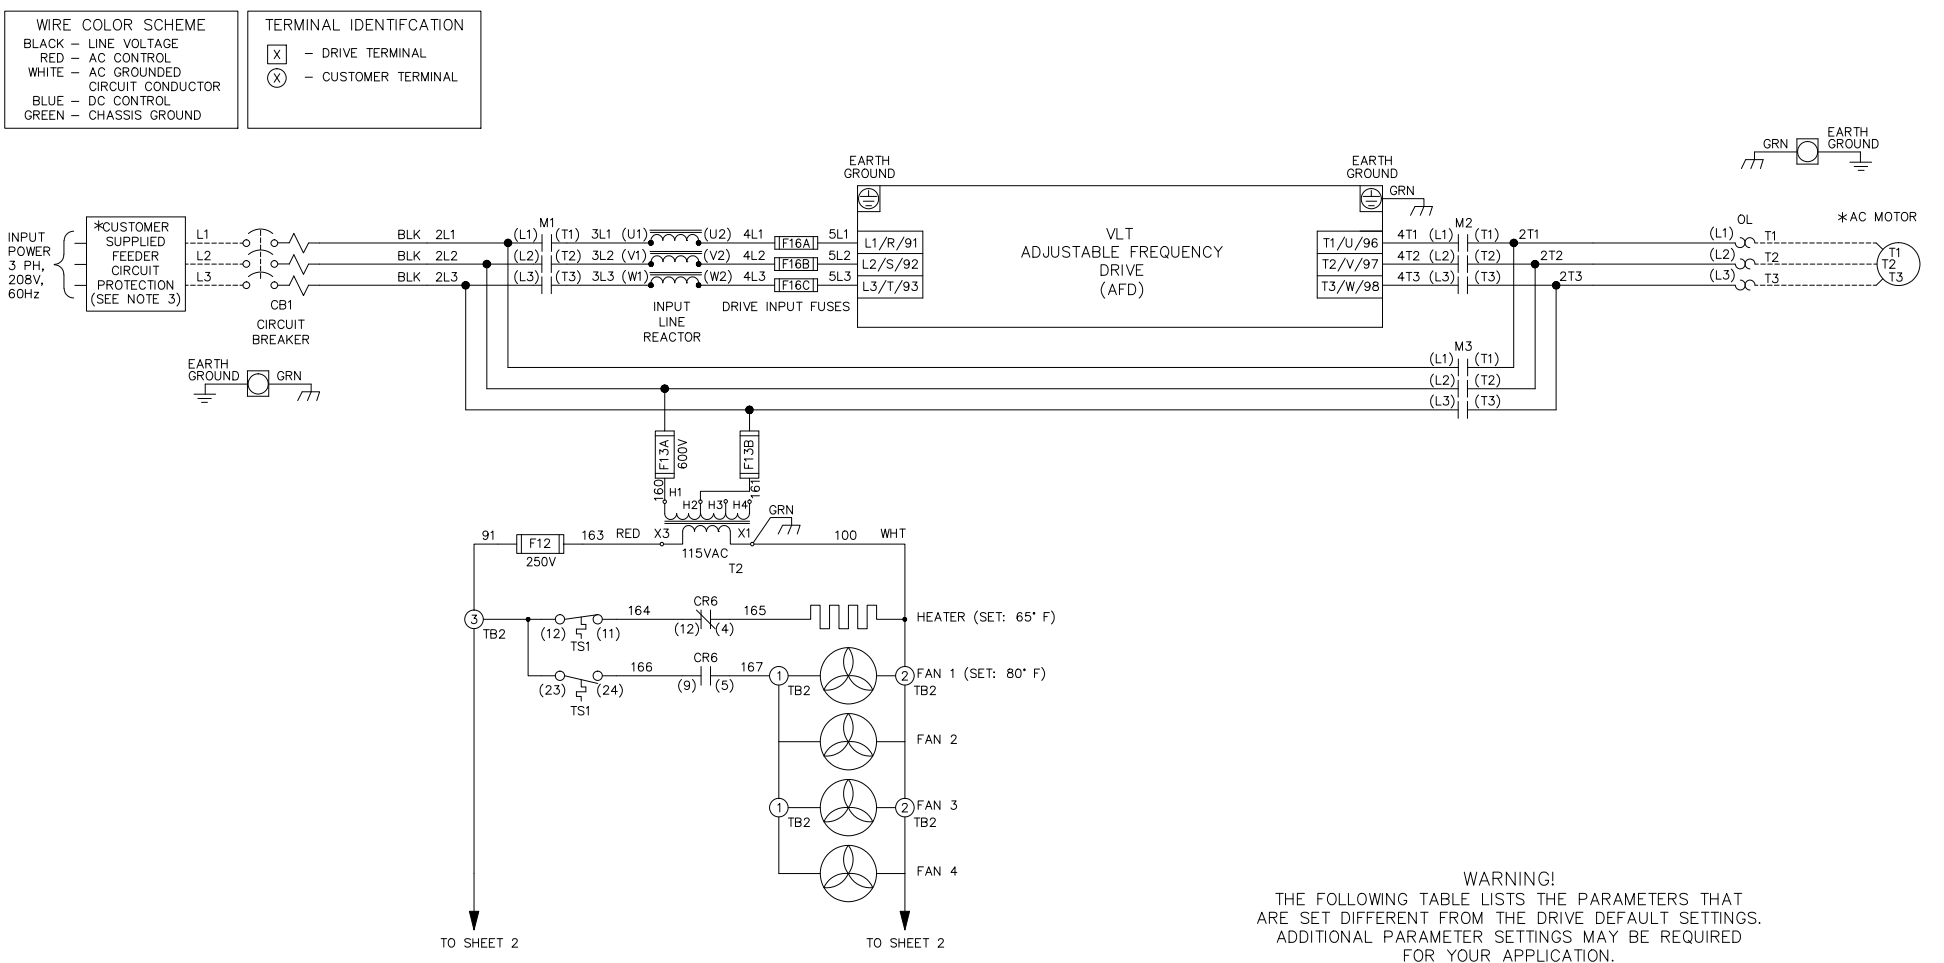 WIRE COLOR SCHEME
BLACK – LINE VOLTAGE
RED – AC CONTROL
WHITE – AC GROUNDED
CIRCUIT CONDUCTOR
BLUE – DC CONTROL
GREEN – CHASSIS GROUND
TERMINAL IDENTIFCATION
X – DRIVE TERMINAL
X – CUSTOMER TERMINAL
INPUT
POWER
3 PH,
208V,
60Hz
*CUSTOMER
SUPPLIED
FEEDER
CIRCUIT
PROTECTION
(SEE NOTE 3)
L1
L2
L3
CB1
CIRCUIT
BREAKER
EARTH
GROUND
GRN
BLK 2L1
BLK 2L2
BLK 2L3
M1
(L1) (T1) 3L1 (U1) (U2) 4L1 F16A 5L1
(L2) (T2) 3L2 (V1) (V2) 4L2 F16B 5L2
(L3) (T3) 3L3 (W1) (W2) 4L3 F16C 5L3
INPUT
LINE
REACTOR
DRIVE INPUT FUSES
EARTH
GROUND
L1/R/91
L2/S/92
L3/T/93
VLT
ADJUSTABLE FREQUENCY
DRIVE
(AFD)
EARTH
GROUND
GRN
T1/U/96
T2/V/97
T3/W/98
M2
4T1 (L1) (T1) 2T1
4T2 (L2) (T2) 2T2
4T3 (L3) (T3) 2T3
M3
(L1) (T1)
(L2) (T2)
(L3) (T3)
GRN
EARTH
GROUND
OL
(L1) T1
(L2) T2
(L3) T3
*AC MOTOR
T1
T2
T3
F13A
600V
F13B
160
161
H1
H2
H3
H4
GRN
91
F12
250V
163
RED
X3
X1
115VAC
T2
100
WHT
3
TB2
(12)
(11)
TS1
164
CR6
(12)
(4)
165
HEATER (SET: 65° F)
(23)
(24)
TS1
166
CR6
(9)
(5)
167
1
TB2
2
TB2
FAN 1 (SET: 80° F)
FAN 2
1
TB2
2
TB2
FAN 3
FAN 4
TO SHEET 2
TO SHEET 2
WARNING!
THE FOLLOWING TABLE LISTS THE PARAMETERS THAT
ARE SET DIFFERENT FROM THE DRIVE DEFAULT SETTINGS.
ADDITIONAL PARAMETER SETTINGS MAY BE REQUIRED
FOR YOUR APPLICATION.